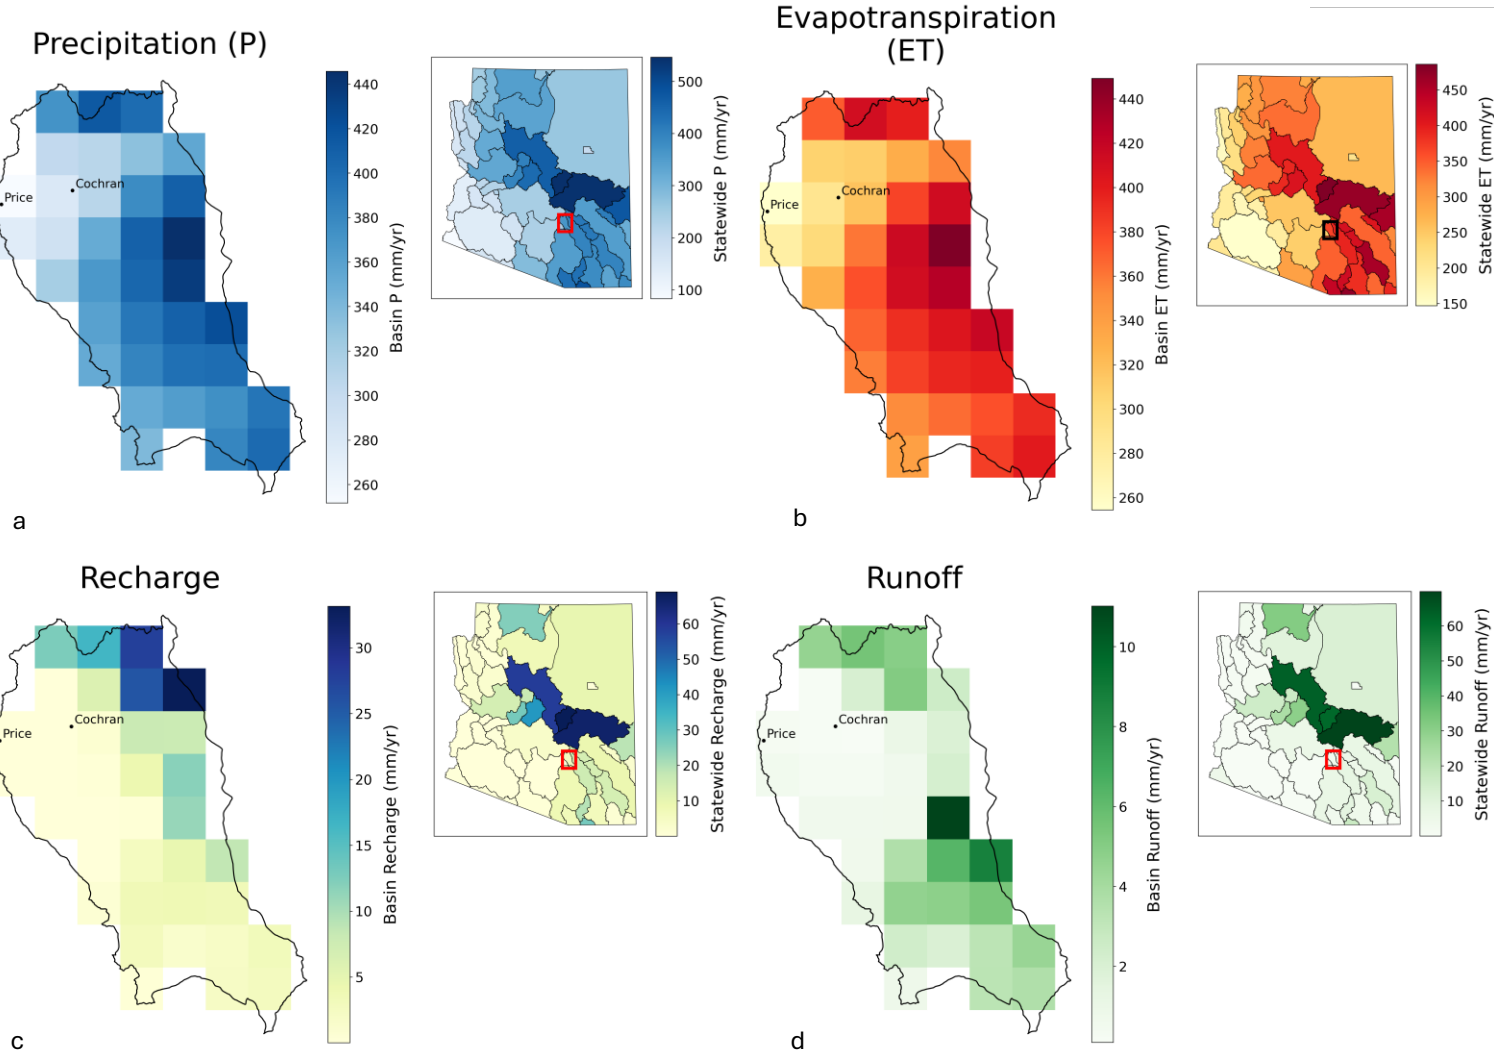 Precipitation (P)
Price
Cochran
440
420
400
380
360
340
320
300
280
260
Basin P (mm/yr)
500
400
300
200
100
Statewide P (mm/yr)
a
Evapotranspiration
(ET)
Price
Cochran
440
420
400
380
360
340
320
300
280
260
Basin ET (mm/yr)
450
400
350
300
250
200
150
Statewide ET (mm/yr)
b
Recharge
Price
Cochran
30
25
20
15
10
5
Basin Recharge (mm/yr)
60
50
40
30
20
10
Statewide Recharge (mm/yr)
c
Runoff
Price
Cochran
10
8
6
4
2
Basin Runoff (mm/yr)
60
50
40
30
20
10
Statewide Runoff (mm/yr)
d